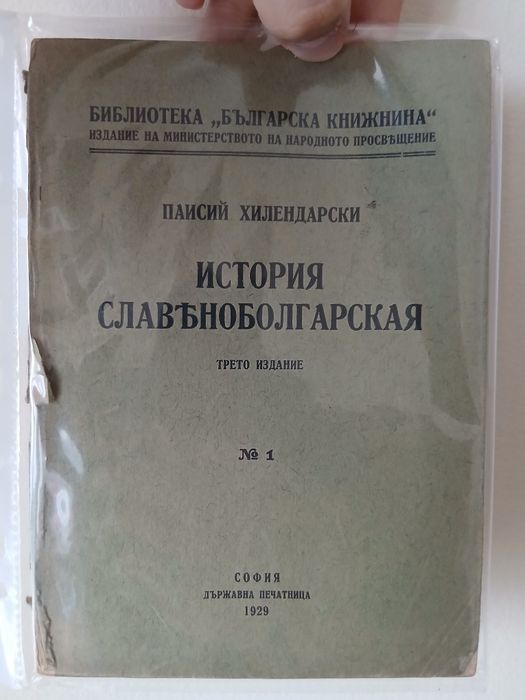 БИБЛИОТЕКА „БЪЛГАРСКА КНИЖНИНА“
ИЗДАНИЕ НА МИНИСТЕРСТВОТО НА НАРОДНОТО ПРОСВѢЩЕНИЕ
ПАИСИЙ ХИЛЕНДАРСКИ
ИСТОРИЯ
СЛАВѢНОБОЛГАРСКАЯ
ТРЕТО ИЗДАНИЕ
№ 1
СОФИЯ
ДЪРЖАВНА ПЕЧАТНИЦА
1929